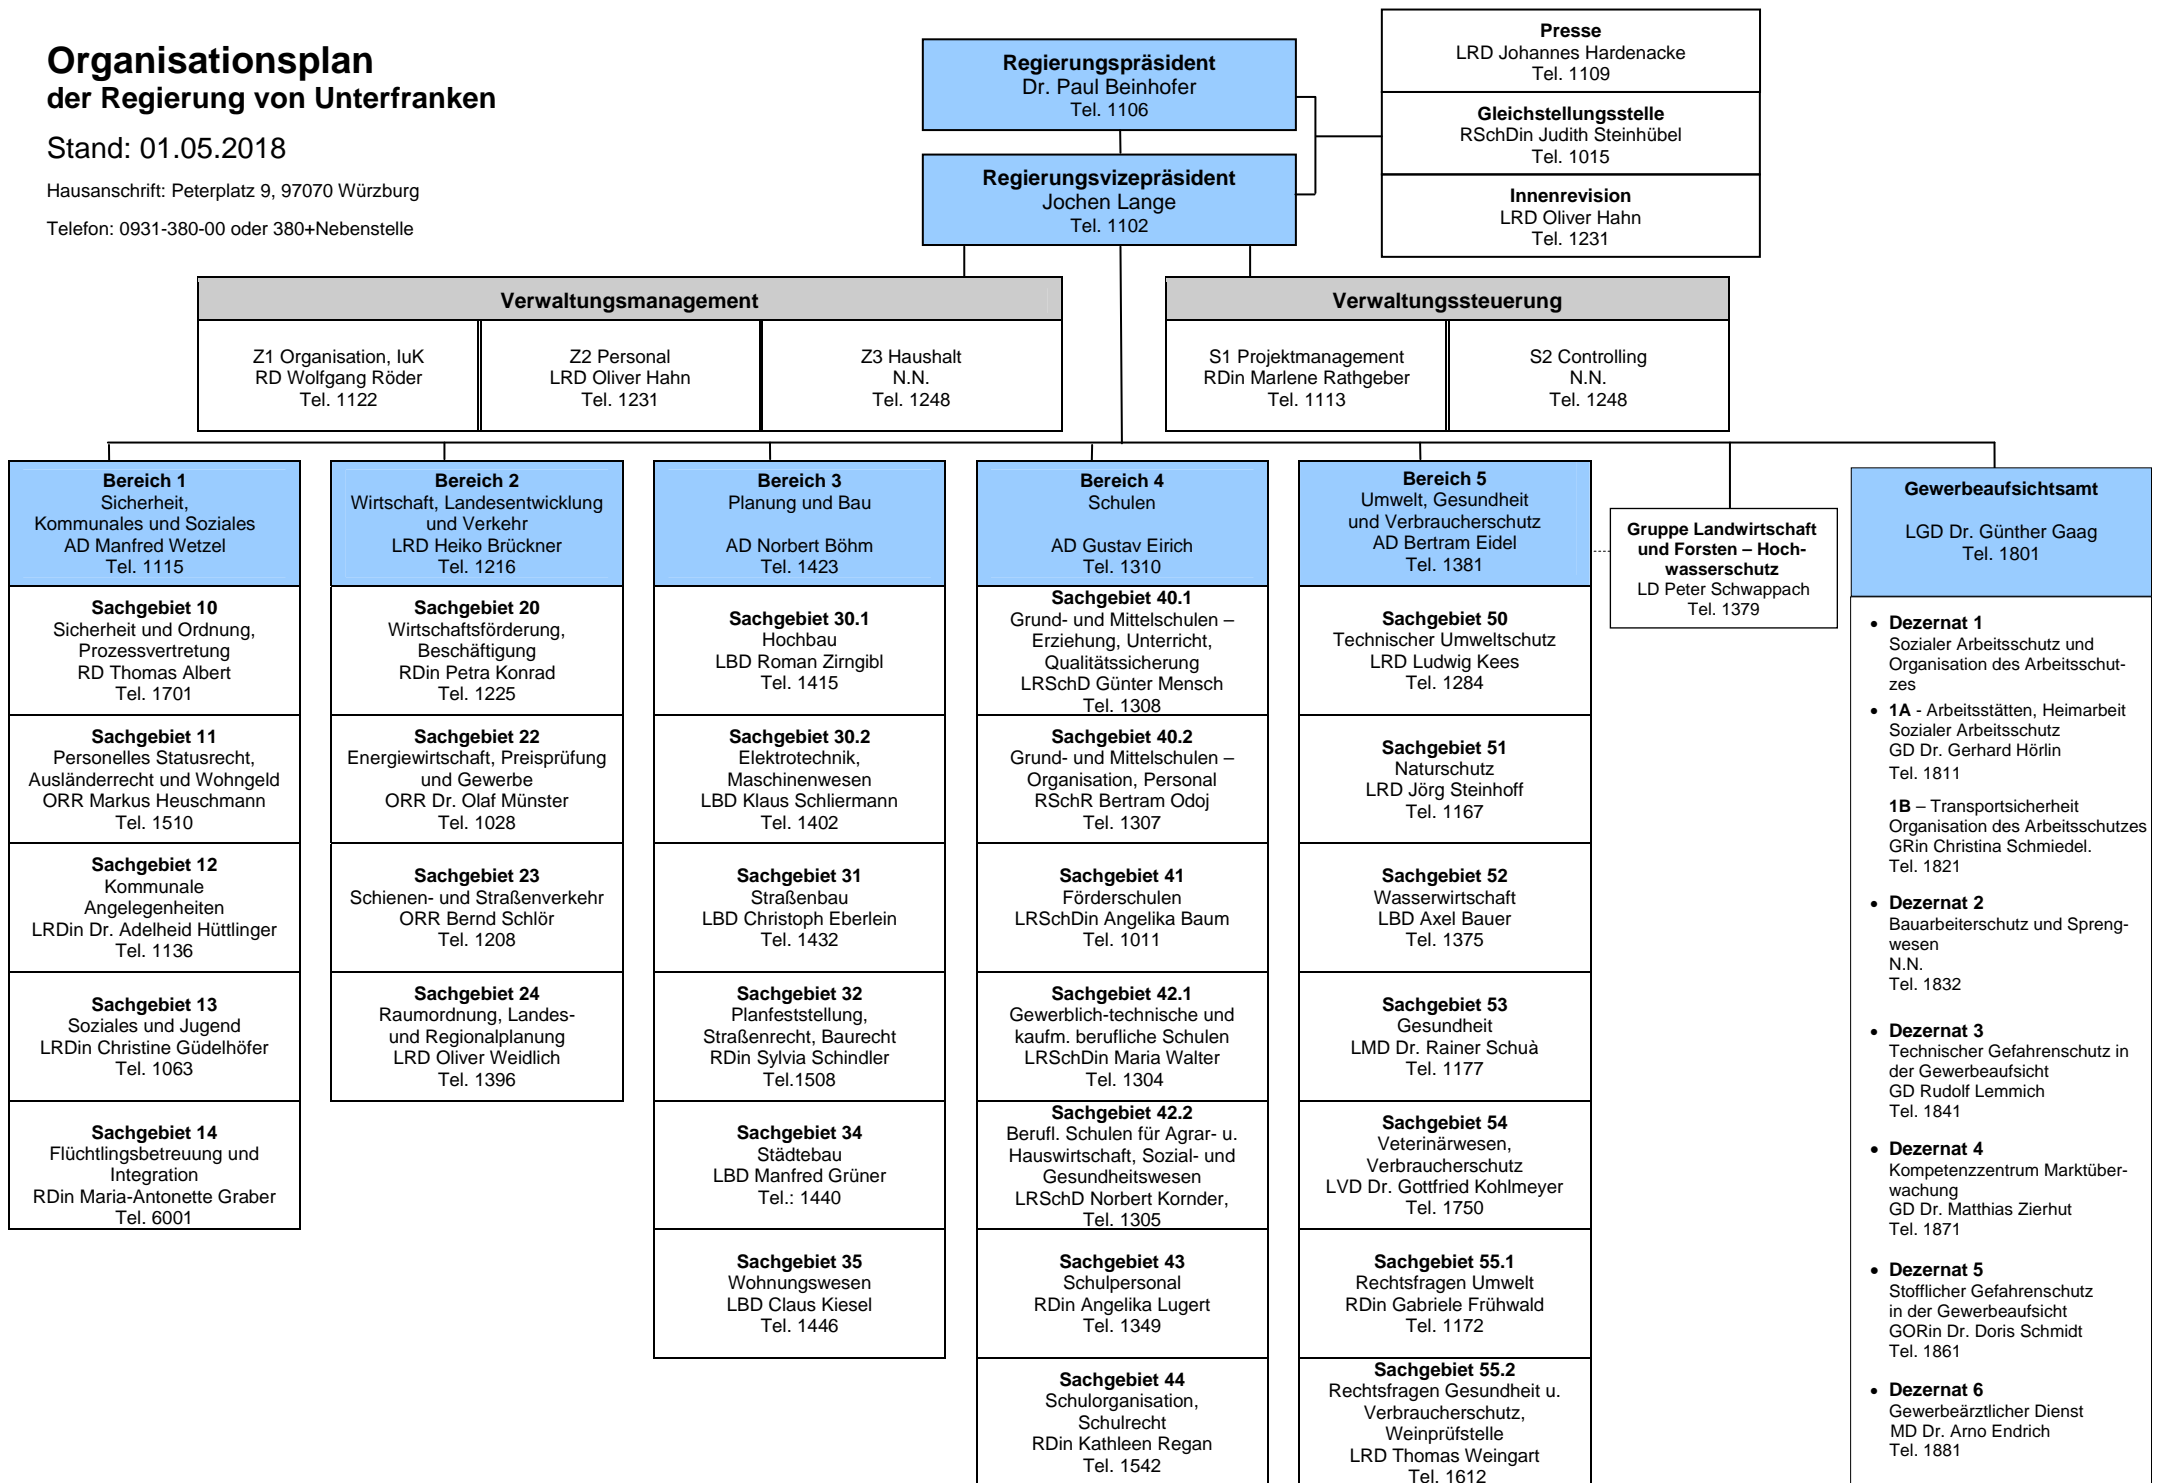 Organisationsplan
der Regierung von Unterfranken
Stand: 01.05.2018
Hausanschrift: Peterplatz 9, 97070 Würzburg
Telefon: 0931-380-00 oder 380+Nebenstelle
Regierungspräsident
Dr. Paul Beinhofer
Tel. 1106
Regierungsvizepräsident
Jochen Lange
Tel. 1102
Presse
LRD Johannes Hardenacke
Tel. 1109
Gleichstellungsstelle
RSchDin Judith Steinhübel
Tel. 1015
Innenrevision
LRD Oliver Hahn
Tel. 1231
Verwaltungsmanagement
Z1 Organisation, IuK
RD Wolfgang Röder
Tel. 1122
Z2 Personal
LRD Oliver Hahn
Tel. 1231
Z3 Haushalt
N.N.
Tel. 1248
Verwaltungssteuerung
S1 Projektmanagement
RDin Marlene Rathgeber
Tel. 1113
S2 Controlling
N.N.
Tel. 1248
Bereich 1
Sicherheit,
Kommunales und Soziales
AD Manfred Wetzel
Tel. 1115
Sachgebiet 10
Sicherheit und Ordnung,
Prozessvertretung
RD Thomas Albert
Tel. 1701
Sachgebiet 11
Personelles Statusrecht,
Ausländerrecht und Wohngeld
ORR Markus Heuschmann
Tel. 1510
Sachgebiet 12
Kommunale
Angelegenheiten
LRDin Dr. Adelheid Hüttlinger
Tel. 1136
Sachgebiet 13
Soziales und Jugend
LRDin Christine Güdelhöfer
Tel. 1063
Sachgebiet 14
Flüchtlingsbetreuung und
Integration
RDin Maria-Antonette Graber
Tel. 6001
Bereich 2
Wirtschaft, Landesentwicklung
und Verkehr
LRD Heiko Brückner
Tel. 1216
Sachgebiet 20
Wirtschaftsförderung,
Beschäftigung
RDin Petra Konrad
Tel. 1225
Sachgebiet 22
Energiewirtschaft, Preisprüfung
und Gewerbe
ORR Dr. Olaf Münster
Tel. 1028
Sachgebiet 23
Schienen- und Straßenverkehr
ORR Bernd Schlör
Tel. 1208
Sachgebiet 24
Raumordnung, Landes-
und Regionalplanung
LRD Oliver Weidlich
Tel. 1396
Bereich 3
Planung und Bau
AD Norbert Böhm
Tel. 1423
Sachgebiet 30.1
Hochbau
LBD Roman Zirngibl
Tel. 1415
Sachgebiet 30.2
Elektrotechnik,
Maschinenwesen
LBD Klaus Schliermann
Tel. 1402
Sachgebiet 31
Straßenbau
LBD Christoph Eberlein
Tel. 1432
Sachgebiet 32
Planfeststellung,
Straßenrecht, Baurecht
RDin Sylvia Schindler
Tel.1508
Sachgebiet 34
Städtebau
LBD Manfred Grüner
Tel.: 1440
Sachgebiet 35
Wohnungswesen
LBD Claus Kiesel
Tel. 1446
Bereich 4
Schulen
AD Gustav Eirich
Tel. 1310
Sachgebiet 40.1
Grund- und Mittelschulen –
Erziehung, Unterricht,
Qualitätssicherung
LRSchD Günter Mensch
Tel. 1308
Sachgebiet 40.2
Grund- und Mittelschulen –
Organisation, Personal
RSchR Bertram Odoj
Tel. 1307
Sachgebiet 41
Förderschulen
LRSchDin Angelika Baum
Tel. 1011
Sachgebiet 42.1
Gewerblich-technische und
kaufm. berufliche Schulen
LRSchDin Maria Walter
Tel. 1304
Sachgebiet 42.2
Berufl. Schulen für Agrar- u.
Hauswirtschaft, Sozial- und
Gesundheitswesen
LRSchD Norbert Kornder,
Tel. 1305
Sachgebiet 43
Schulpersonal
RDin Angelika Lugert
Tel. 1349
Sachgebiet 44
Schulorganisation,
Schulrecht
RDin Kathleen Regan
Tel. 1542
Bereich 5
Umwelt, Gesundheit
und Verbraucherschutz
AD Bertram Eidel
Tel. 1381
Sachgebiet 50
Technischer Umweltschutz
LRD Ludwig Kees
Tel. 1284
Sachgebiet 51
Naturschutz
LRD Jörg Steinhoff
Tel. 1167
Sachgebiet 52
Wasserwirtschaft
LBD Axel Bauer
Tel. 1375
Sachgebiet 53
Gesundheit
LMD Dr. Rainer Schuà
Tel. 1177
Sachgebiet 54
Veterinärwesen,
Verbraucherschutz
LVD Dr. Gottfried Kohlmeyer
Tel. 1750
Sachgebiet 55.1
Rechtsfragen Umwelt
RDin Gabriele Frühwald
Tel. 1172
Sachgebiet 55.2
Rechtsfragen Gesundheit u.
Verbraucherschutz,
Weinprüfstelle
LRD Thomas Weingart
Tel. 1612
Gruppe Landwirtschaft
und Forsten – Hoch-
wasserschutz
LD Peter Schwappach
Tel. 1379
Gewerbeaufsichtsamt
LGD Dr. Günther Gaag
Tel. 1801
• Dezernat 1
Sozialer Arbeitsschutz und
Organisation des Arbeitsschut-
zes
• 1A - Arbeitsstätten, Heimarbeit
Sozialer Arbeitsschutz
GD Dr. Gerhard Hörlin
Tel. 1811
1B – Transportsicherheit
Organisation des Arbeitsschutzes
GRin Christina Schmiedel.
Tel. 1821
• Dezernat 2
Bauarbeiterschutz und Spreng-
wesen
N.N.
Tel. 1832
• Dezernat 3
Technischer Gefahrenschutz in
der Gewerbeaufsicht
GD Rudolf Lemmich
Tel. 1841
• Dezernat 4
Kompetenzzentrum Marktüber-
wachung
GD Dr. Matthias Zierhut
Tel. 1871
• Dezernat 5
Stofflicher Gefahrenschutz
in der Gewerbeaufsicht
GORin Dr. Doris Schmidt
Tel. 1861
• Dezernat 6
Gewerbeärztlicher Dienst
MD Dr. Arno Endrich
Tel. 1881